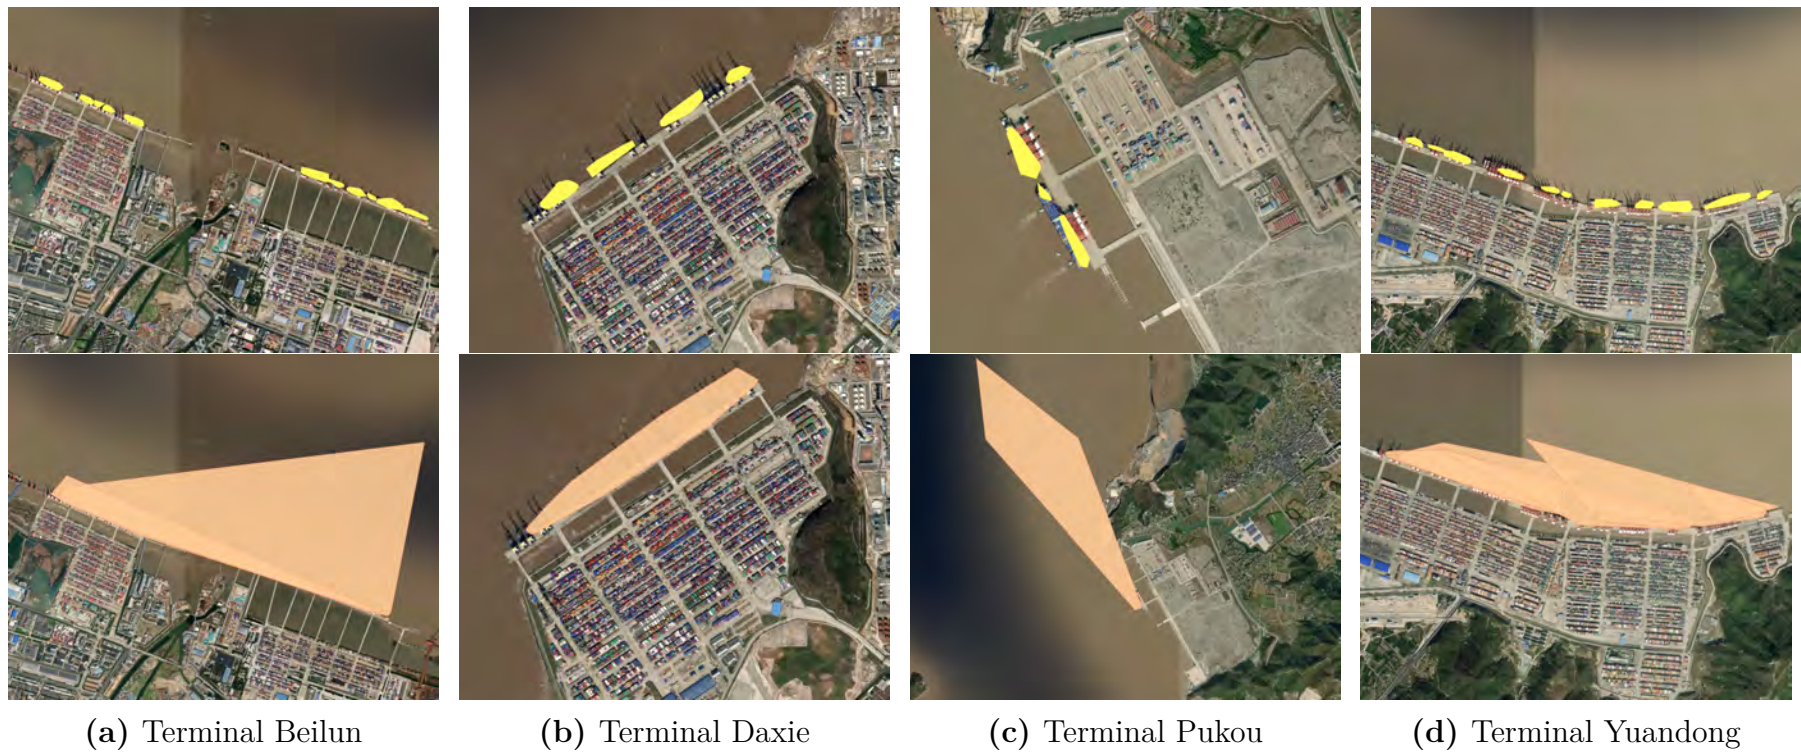 (a) Terminal Beilun
(b) Terminal Daxie
(c) Terminal Pukou
(d) Terminal Yuandong